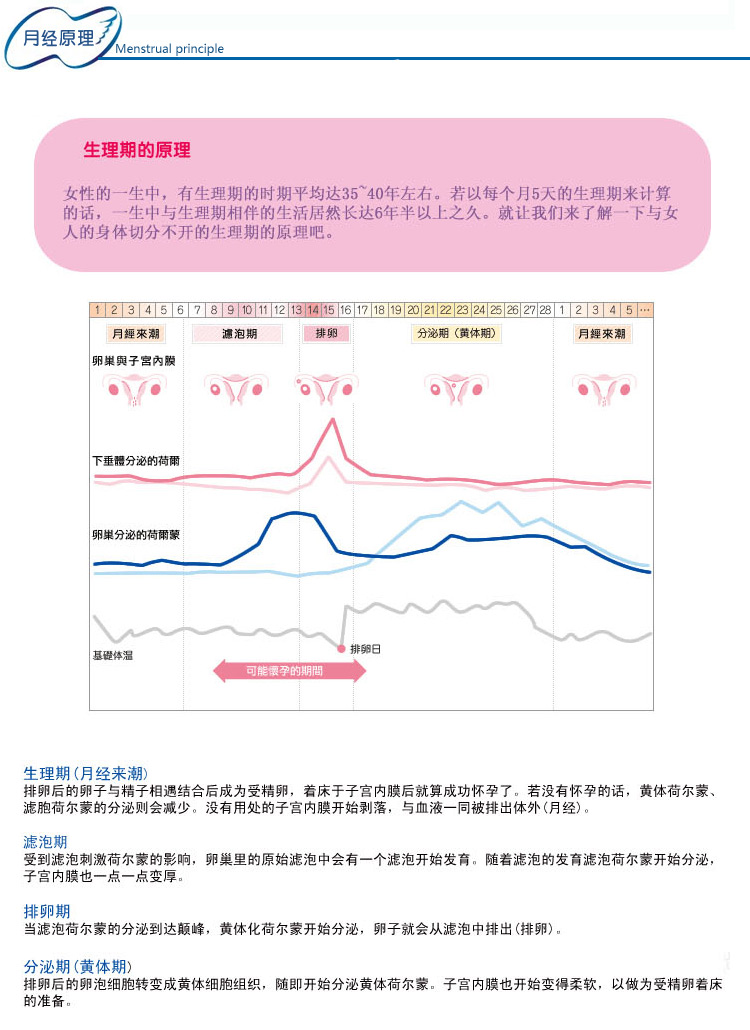 月经原理
Menstrual principle
生理期的原理
女性的一生中，有生理期的时期平均达35~40年左右。若以每个月5天的生理期来计算
的话，一生中与生理期相伴的生活居然长达6年半以上之久。就让我们来了解一下与女
人的身体切分不开的生理期的原理吧。
1 2 3 4 5 6 7 8 9 10 11 12 13 14 15 16 17 18 19 20 21 22 23 24 25 26 27 28 1 2 3 4 5 …
月經來潮 濾泡期 排卵 分泌期（黄体期） 月經來潮
卵巢與子宮內膜
下垂體分泌的荷爾
卵巢分泌的荷爾蒙
基礎体温
排卵日
可能懷孕的期間
生理期(月经来潮)
排卵后的卵子与精子相遇结合后成为受精卵，着床于子宫内膜后就算成功怀孕了。若没有怀孕的话，黄体荷尔蒙、
滤胞荷尔蒙的分泌则会减少。没有用处的子宫内膜开始剥落，与血液一同被排出体外(月经)。
滤泡期
受到滤泡刺激荷尔蒙的影响，卵巢里的原始滤泡中会有一个滤泡开始发育。随着滤泡的发育滤泡荷尔蒙开始分泌，
子宫内膜也一点一点变厚。
排卵期
当滤泡荷尔蒙的分泌到达颠峰，黄体化荷尔蒙开始分泌，卵子就会从滤泡中排出(排卵)。
分泌期(黄体期)
排卵后的卵泡细胞转变成黄体细胞组织，随即开始分泌黄体荷尔蒙。子宫内膜也开始变得柔软，以做为受精卵着床
的准备。